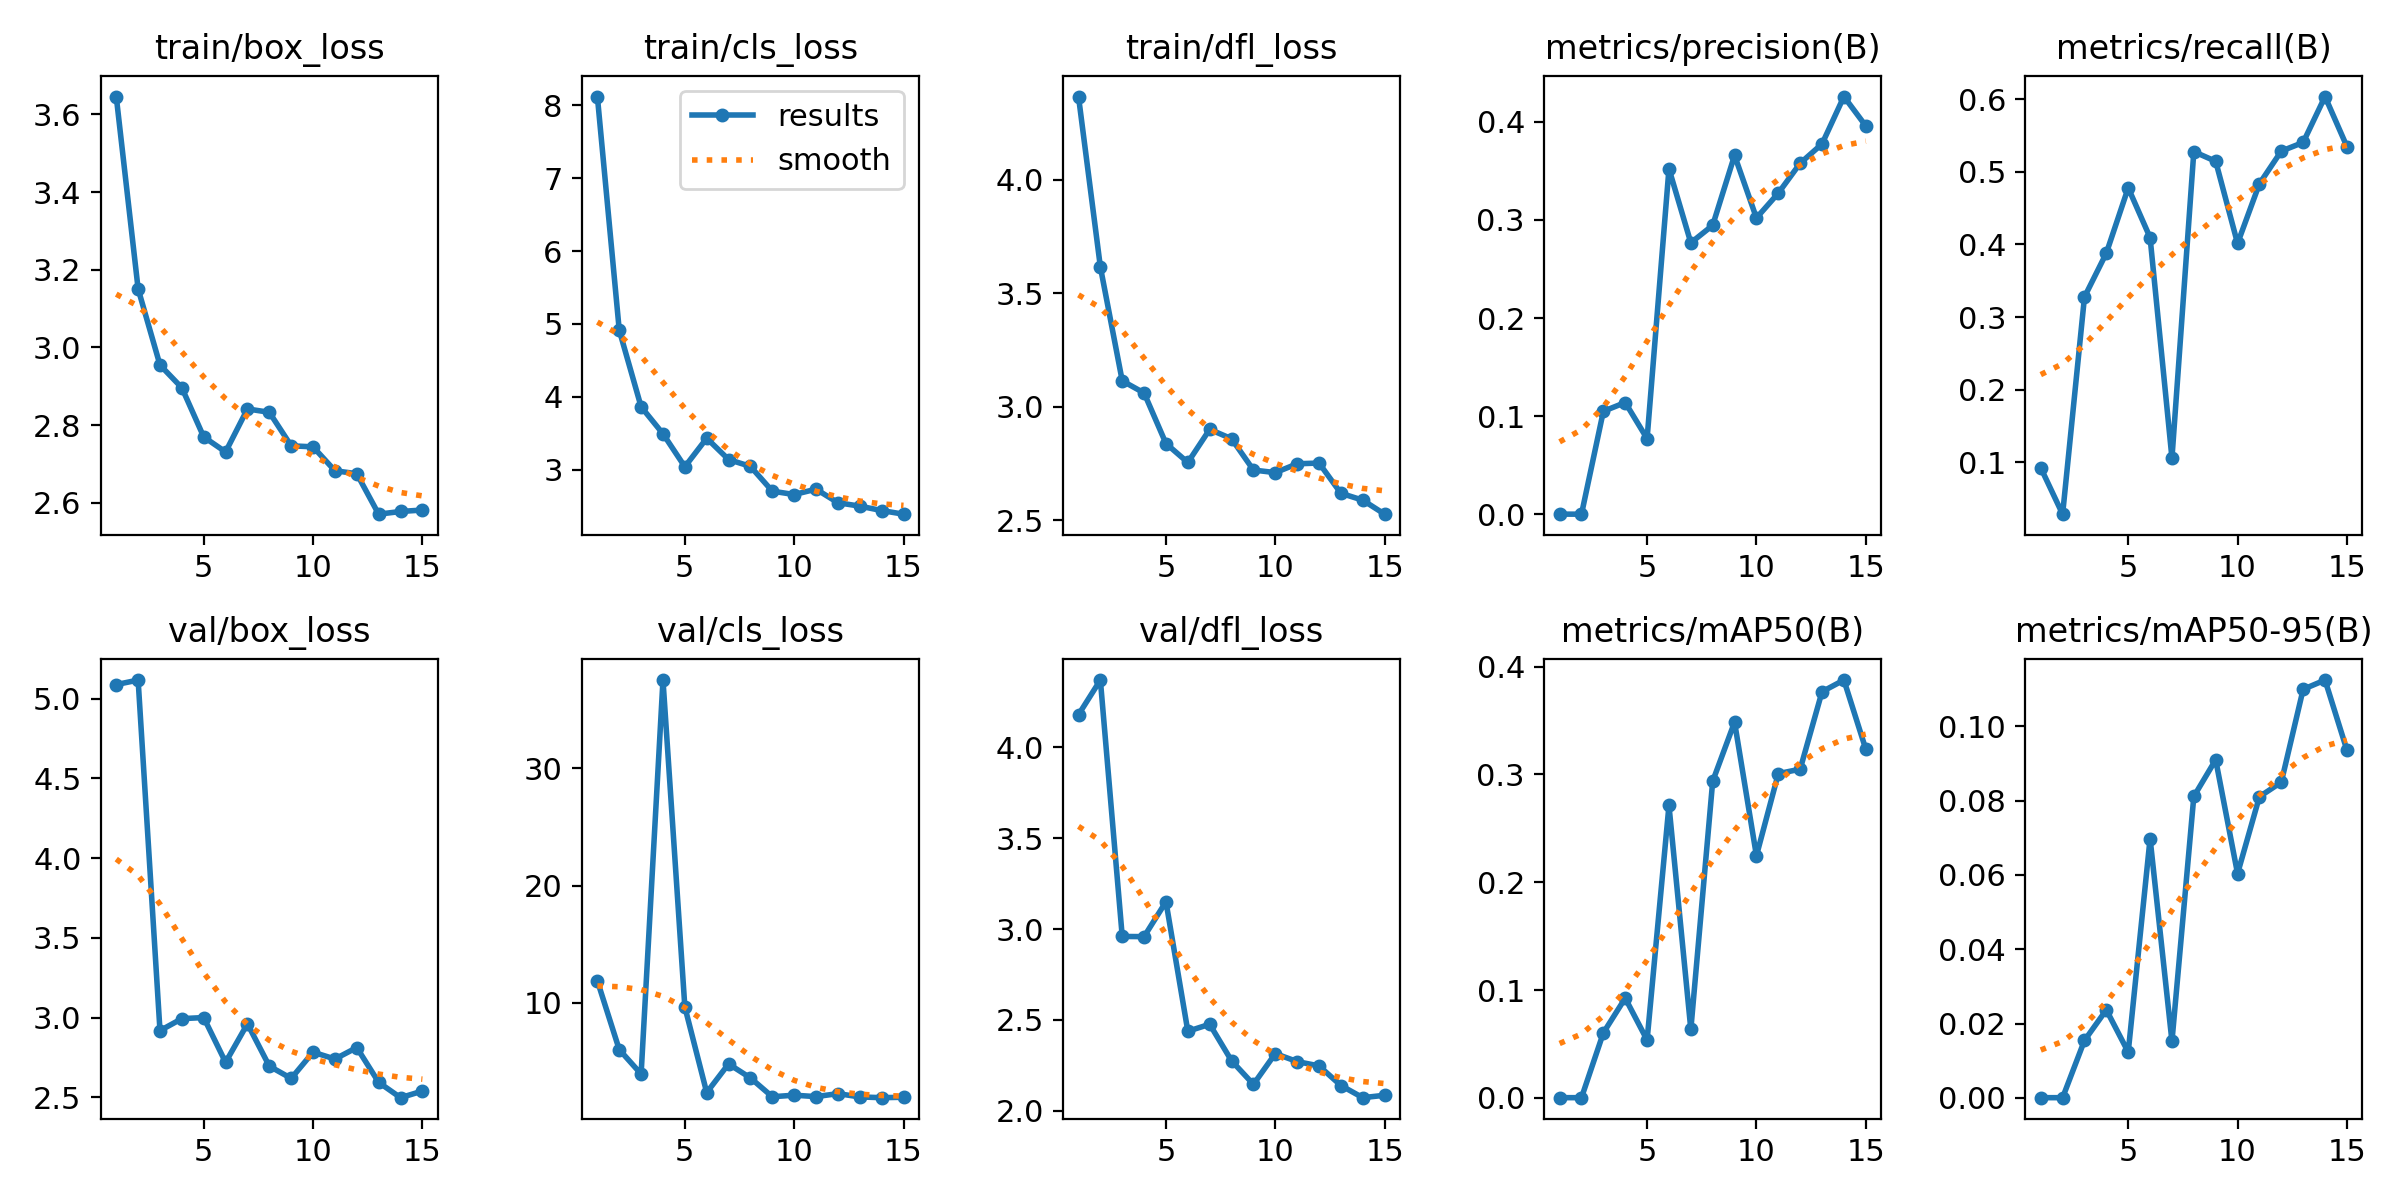 train/box_loss
3.6
3.4
3.2
3.0
2.8
2.6
5 10 15
train/cls_loss
results
smooth
8
7
6
5
4
3
5 10 15
train/dfl_loss
4.0
3.5
3.0
2.5
5 10 15
metrics/precision(B)
0.4
0.3
0.2
0.1
0.0
5 10 15
metrics/recall(B)
0.6
0.5
0.4
0.3
0.2
0.1
5 10 15
val/box_loss
5.0
4.5
4.0
3.5
3.0
2.5
5 10 15
val/cls_loss
30
20
10
5 10 15
val/dfl_loss
4.0
3.5
3.0
2.5
2.0
5 10 15
metrics/mAP50(B)
0.4
0.3
0.2
0.1
0.0
5 10 15
metrics/mAP50-95(B)
0.10
0.08
0.06
0.04
0.02
0.00
5 10 15